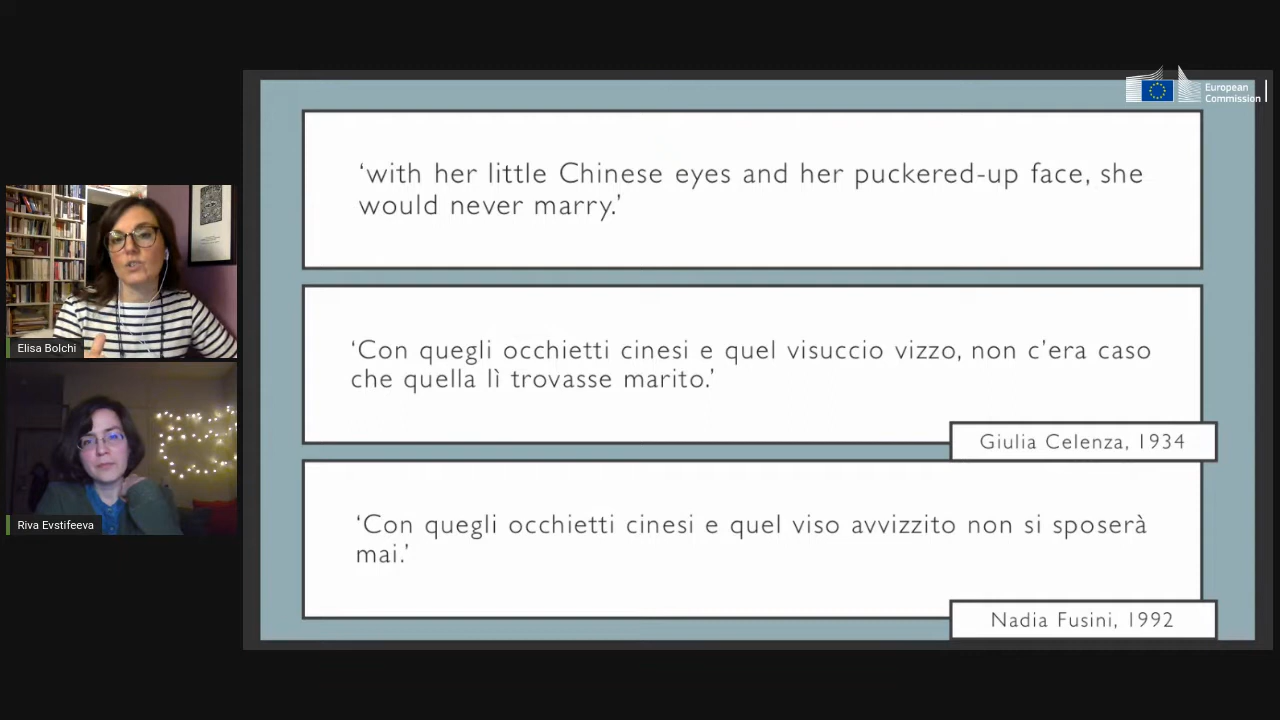 European
Commission
‘with her little Chinese eyes and her puckered-up face, she
would never marry.’
‘Con quegli occhietti cinesi e quel visuccio vizzo, non c’era caso
che quella lì trovasse marito.’
Giulia Celenza, 1934
‘Con quegli occhietti cinesi e quel viso avvizzito non si sposerà
mai.’
Nadia Fusini, 1992
Elisa Bolchi
Riva Evstifeeva